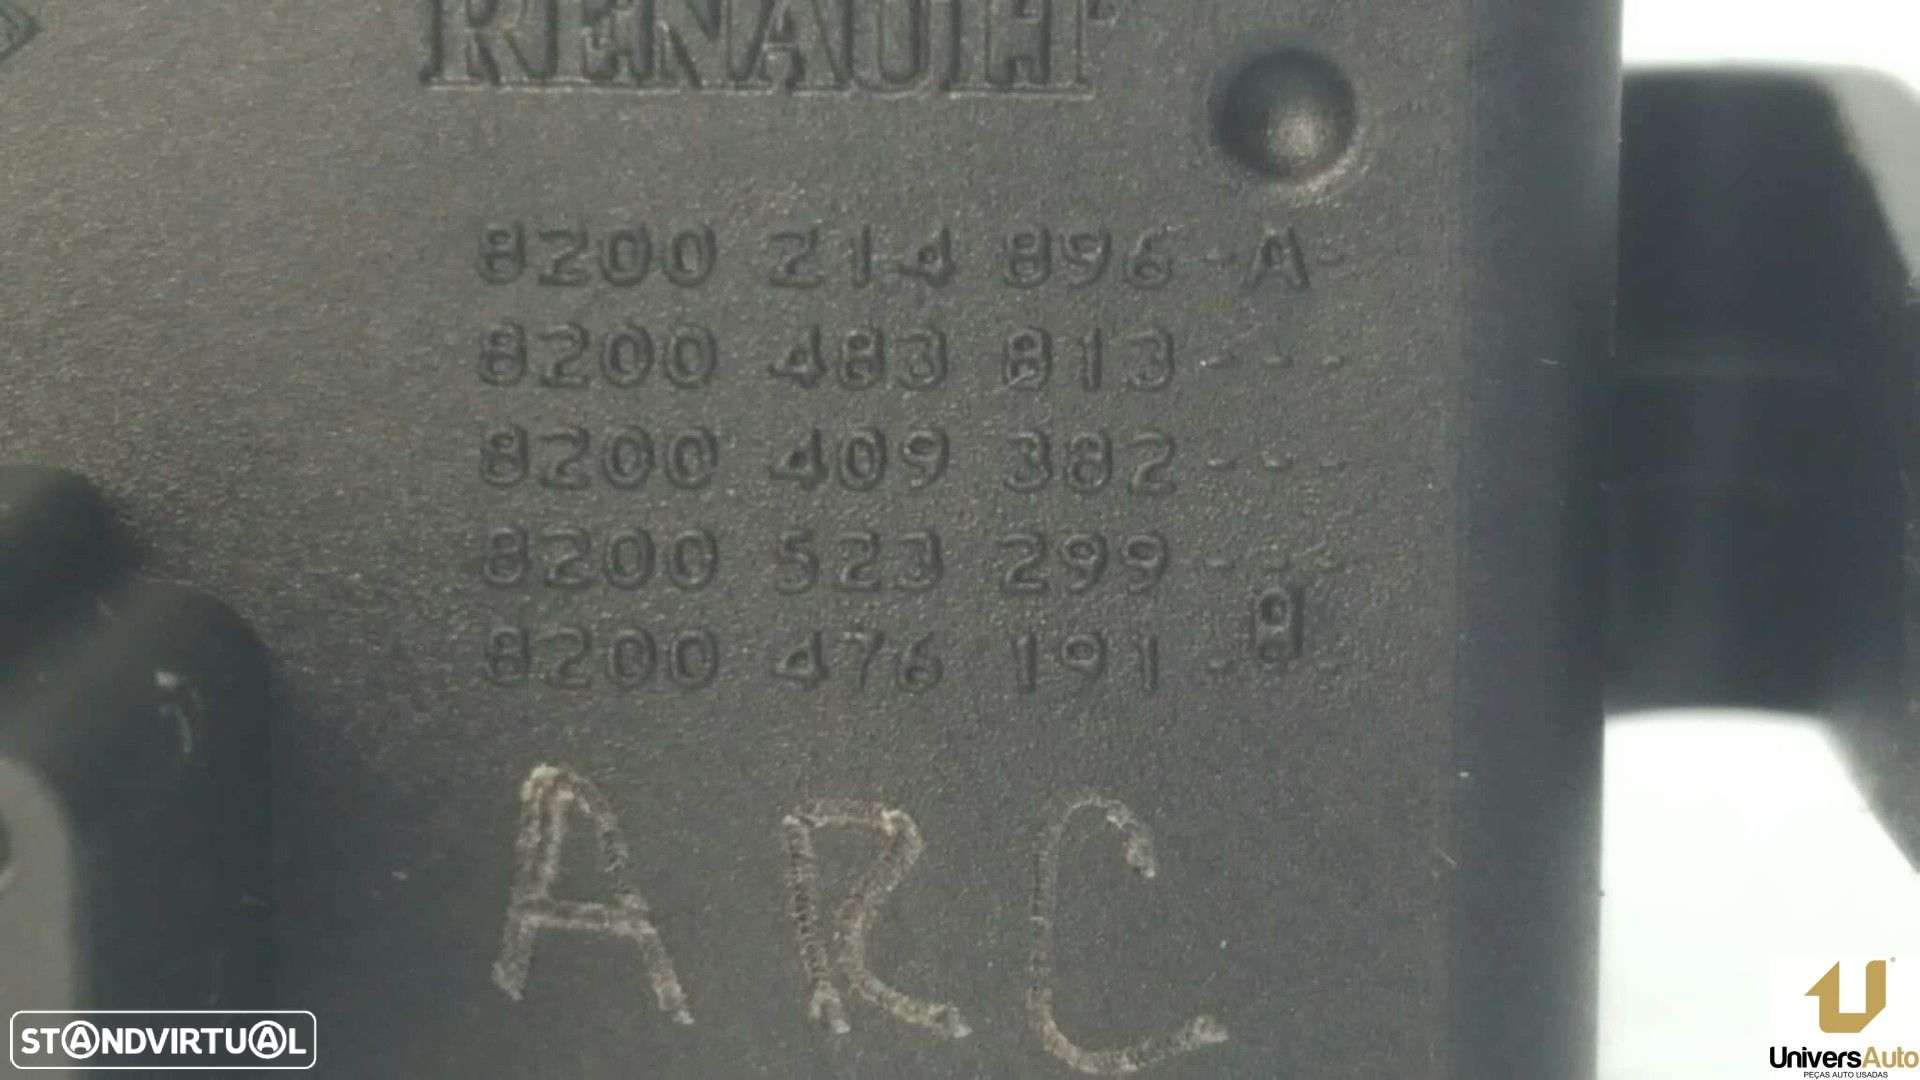 RENAULT
8200 214 896-A-
8200 483 813---
8200 409 382---
8200 523 299---
8200 476 191-B-
ARC
STANDVIRTUAL
UniversAuto
PEÇAS AUTO USADAS